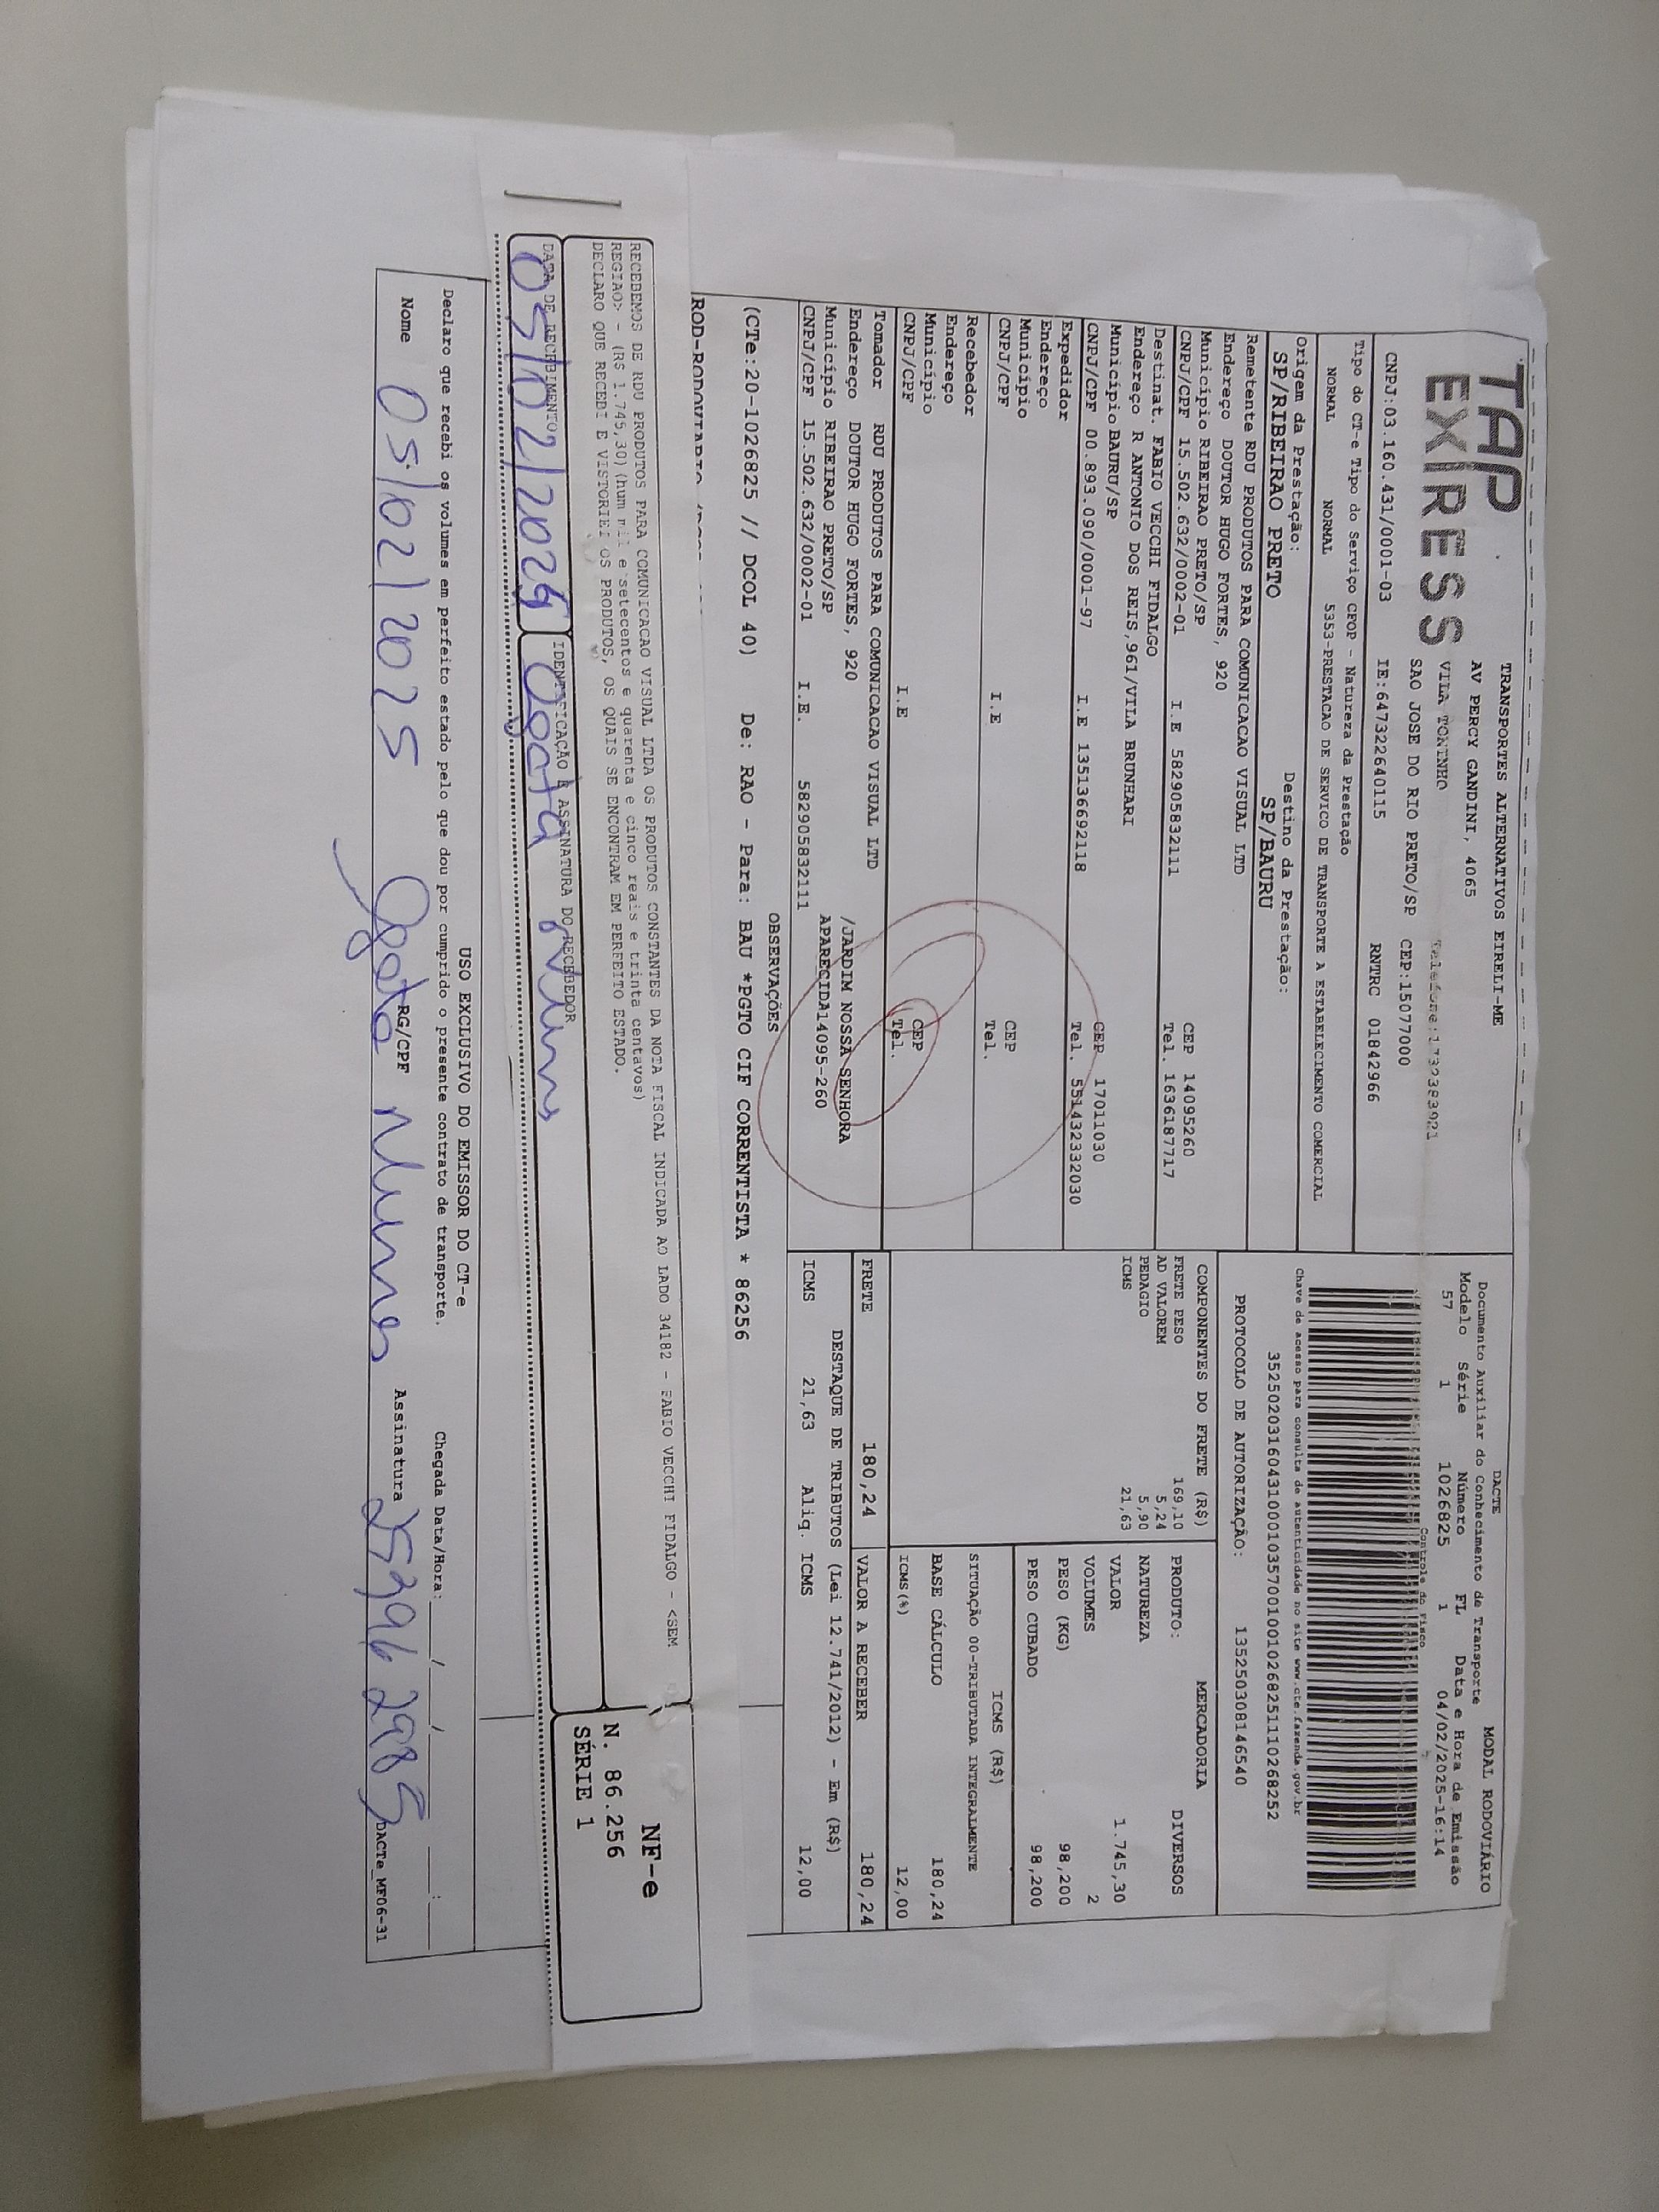 TAP
EXPRESS
TRANSPORTES ALTERNATIVOS EIRELI-ME
AV PERCY GANDINI, 4065
VILA TONINHO Telefone:1732383921
SAO JOSE DO RIO PRETO/SP CEP:15077000
CNPJ:03.160.431/0001-03 IE:647322640115 RNTRC 01842966
DACTE
Documento Auxiliar do Conhecimento de Transporte
MODAL RODOVIÁRIO
Modelo Série Número FL Data e Hora de Emissão
57 1 1026825 1 04/02/2025-16:14
Controle do Fisco
Chave de acesso para consulta de autenticidade no site www.cte.fazenda.gov.br
35250203160431000103570010010268251110268252
PROTOCOLO DE AUTORIZAÇÃO: 135250308146540
Tipo do CT-e Tipo do Serviço CFOP - Natureza da Prestação
NORMAL NORMAL 5353-PRESTACAO DE SERVICO DE TRANSPORTE A ESTABELECIMENTO COMERCIAL
Origem da Prestação: Destino da Prestação:
SP/RIBEIRAO PRETO SP/BAURU
Remetente RDU PRODUTOS PARA COMUNICACAO VISUAL LTD
Endereço DOUTOR HUGO FORTES, 920
Município RIBEIRAO PRETO/SP CEP 14095260
CNPJ/CPF 15.502.632/0002-01 I.E 582905832111 Tel. 1636187717
Destinat. FABIO VECCHI FIDALGO
Endereço R ANTONIO DOS REIS,961/VILA BRUNHARI
Município BAURU/SP CEP 17011030
CNPJ/CPF 00.893.090/0001-97 I.E 135136692118 Tel. 551432332030
Expedidor
Endereço
Município CEP
CNPJ/CPF I.E Tel.
Recebedor
Endereço
Município CEP
CNPJ/CPF I.E Tel.
Tomador RDU PRODUTOS PARA COMUNICACAO VISUAL LTD
Endereço DOUTOR HUGO FORTES, 920 /JARDIM NOSSA SENHORA
Município RIBEIRAO PRETO/SP APARECIDA14095-260
CNPJ/CPF 15.502.632/0002-01 I.E. 582905832111
COMPONENTES DO FRETE (R$)
FRETE PESO 169,10
AD VALOREM 5,24
PEDAGIO 5,90
ICMS 21,63
MERCADORIA
PRODUTO: DIVERSOS
NATUREZA
VALOR 1.745,30
VOLUMES 2
PESO (KG) 98,200
PESO CUBADO 98,200
ICMS (R$)
SITUAÇÃO 00-TRIBUTADA INTEGRALMENTE
BASE CÁLCULO 180,24
ICMS(%) 12,00
FRETE 180,24 VALOR A RECEBER 180,24
DESTAQUE DE TRIBUTOS (Lei 12.741/2012) - Em (R$)
ICMS 21,63 Aliq. ICMS 12,00
OBSERVAÇÕES
(CTe:20-1026825 // DCOL 40) De: RAO - Para: BAU *PGTO CIF CORRENTISTA * 86256
RECEBEMOS DE RDU PRODUTOS PARA COMUNICACAO VISUAL LTDA OS PRODUTOS CONSTANTES DA NOTA FISCAL INDICADA AO LADO 34182 - FABIO VECCHI FIDALGO - <SEM
REGIAO> - (R$ 1.745,30)(hum mil e setecentos e quarenta e cinco reais e trinta centavos)
DECLARO QUE RECEBI E VISTORIEI OS PRODUTOS, OS QUAIS SE ENCONTRAM EM PERFEITO ESTADO.
NF-e
N. 86.256
SÉRIE 1
DATA DE RECEBIMENTO IDENTIFICAÇÃO E ASSINATURA DO RECEBEDOR
05/02/2025 Agata Nunes
USO EXCLUSIVO DO EMISSOR DO CT-e
Declaro que recebi os volumes em perfeito estado pelo que dou por cumprido o presente contrato de transporte. Chegada Data/Hora: ___/___/___ ___:___
Nome 05/02/2025 Agata Nunes RG/CPF Assinatura
DACTe_MF06-31